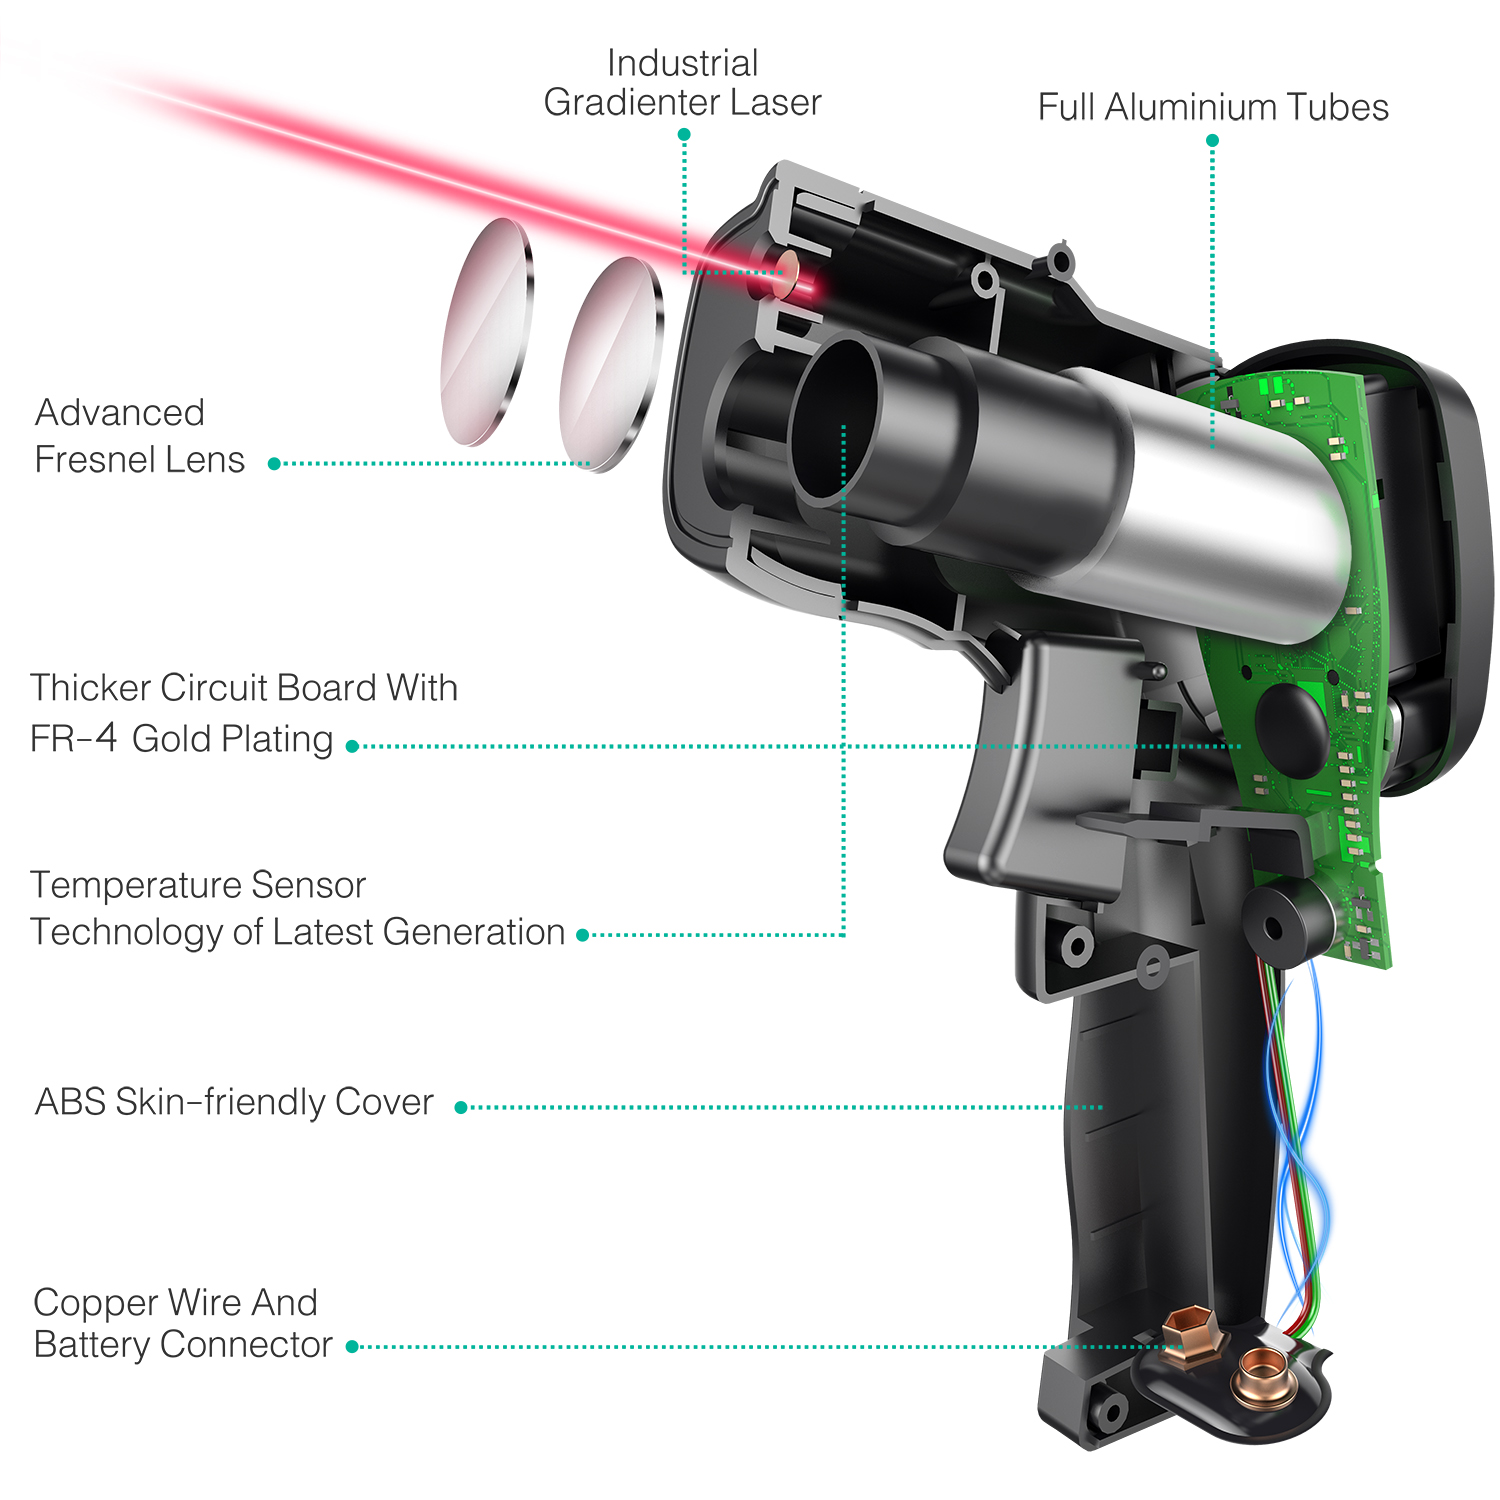 Industrial
Gradienter Laser
Full Aluminium Tubes
Advanced
Fresnel Lens
Thicker Circuit Board With
FR-4 Gold Plating
Temperature Sensor
Technology of Latest Generation
ABS Skin-friendly Cover
Copper Wire And
Battery Connector